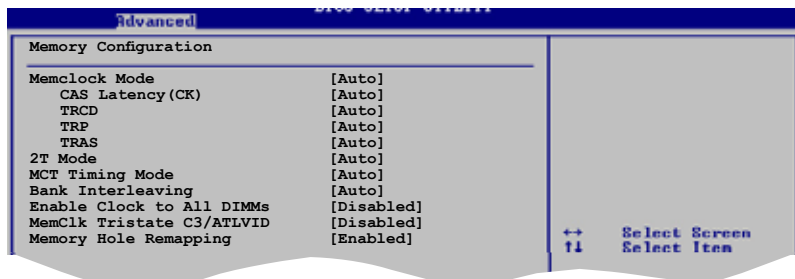 Advanced
Memory Configuration
Memclock Mode [Auto]
CAS Latency(CK) [Auto]
TRCD [Auto]
TRP [Auto]
TRAS [Auto]
2T Mode [Auto]
MCT Timing Mode [Auto]
Bank Interleaving [Auto]
Enable Clock to All DIMMs [Disabled]
MemClk Tristate C3/ATLVID [Disabled]
Memory Hole Remapping [Enabled]
↔ Select Screen
↑↓ Select Item